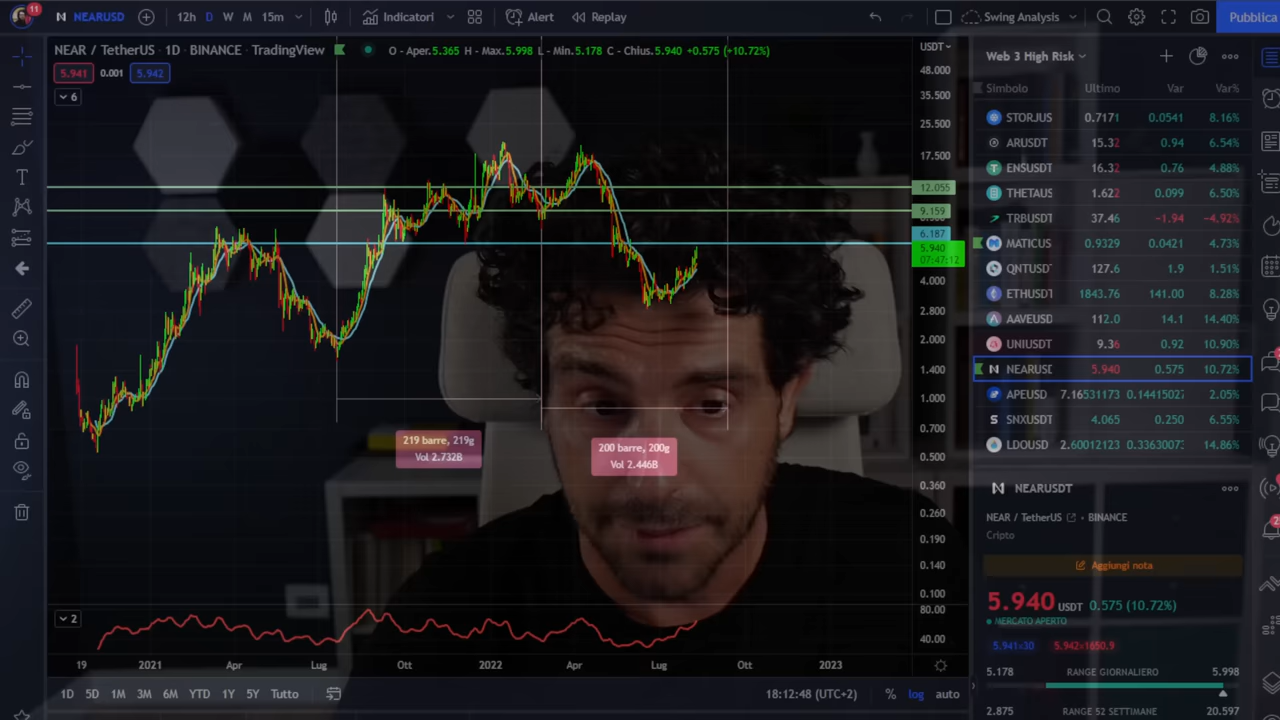 11 NEARUSD 12h D W M 15m Indicatori Alert Replay Swing Analysis Pubblica
NEAR / TetherUS · 1D · BINANCE · TradingView O - Aper.5.365 H - Max.5.998 L - Min.5.178 C - Chius.5.940 +0.575 (+10.72%)
5.941 0.001 5.942
6
USDT
48.000
35.500
25.500
17.500
12.055
9.159
6.187
5.940
07:47:12
4.000
2.800
2.000
1.400
1.000
0.700
0.500
0.360
0.260
0.190
0.140
0.100
80.00
40.00
219 barre, 219g
Vol 2.732B
200 barre, 200g
Vol 2.446B
2
19 2021 Apr Lug Ott 2022 Apr Lug Ott 2023
1D 5D 1M 3M 6M YTD 1Y 5Y Tutto 18:12:48 (UTC+2) % log auto
Web 3 High Risk
Simbolo Ultimo Var Var%
STORJUS 0.7171 0.0541 8.16%
ARUSDT 15.32 0.94 6.54%
ENSUSDT 16.32 0.76 4.88%
THETAUS 1.622 0.099 6.50%
TRBUSDT 37.46 −1.94 −4.92%
MATICUS 0.9329 0.0421 4.73%
QNTUSDT 127.6 1.9 1.51%
ETHUSDT 1843.76 141.00 8.28%
AAVEUSD 112.0 14.1 14.40%
UNIUSDT 9.36 0.92 10.90%
NEARUSD 5.940 0.575 10.72%
APEUSD 7.16531173 0.14415027 2.05%
SNXUSDT 4.065 0.250 6.55%
LDOUSD 2.60012123 0.33630073 14.86%
NEARUSDT
NEAR / TetherUS • BINANCE
Cripto
Aggiungi nota
5.940 USDT 0.575 (10.72%)
MERCATO APERTO
5.941×30 5.942×1650.9
5.178 RANGE GIORNALIERO 5.998
2.875 RANGE 52 SETTIMANE 20.597